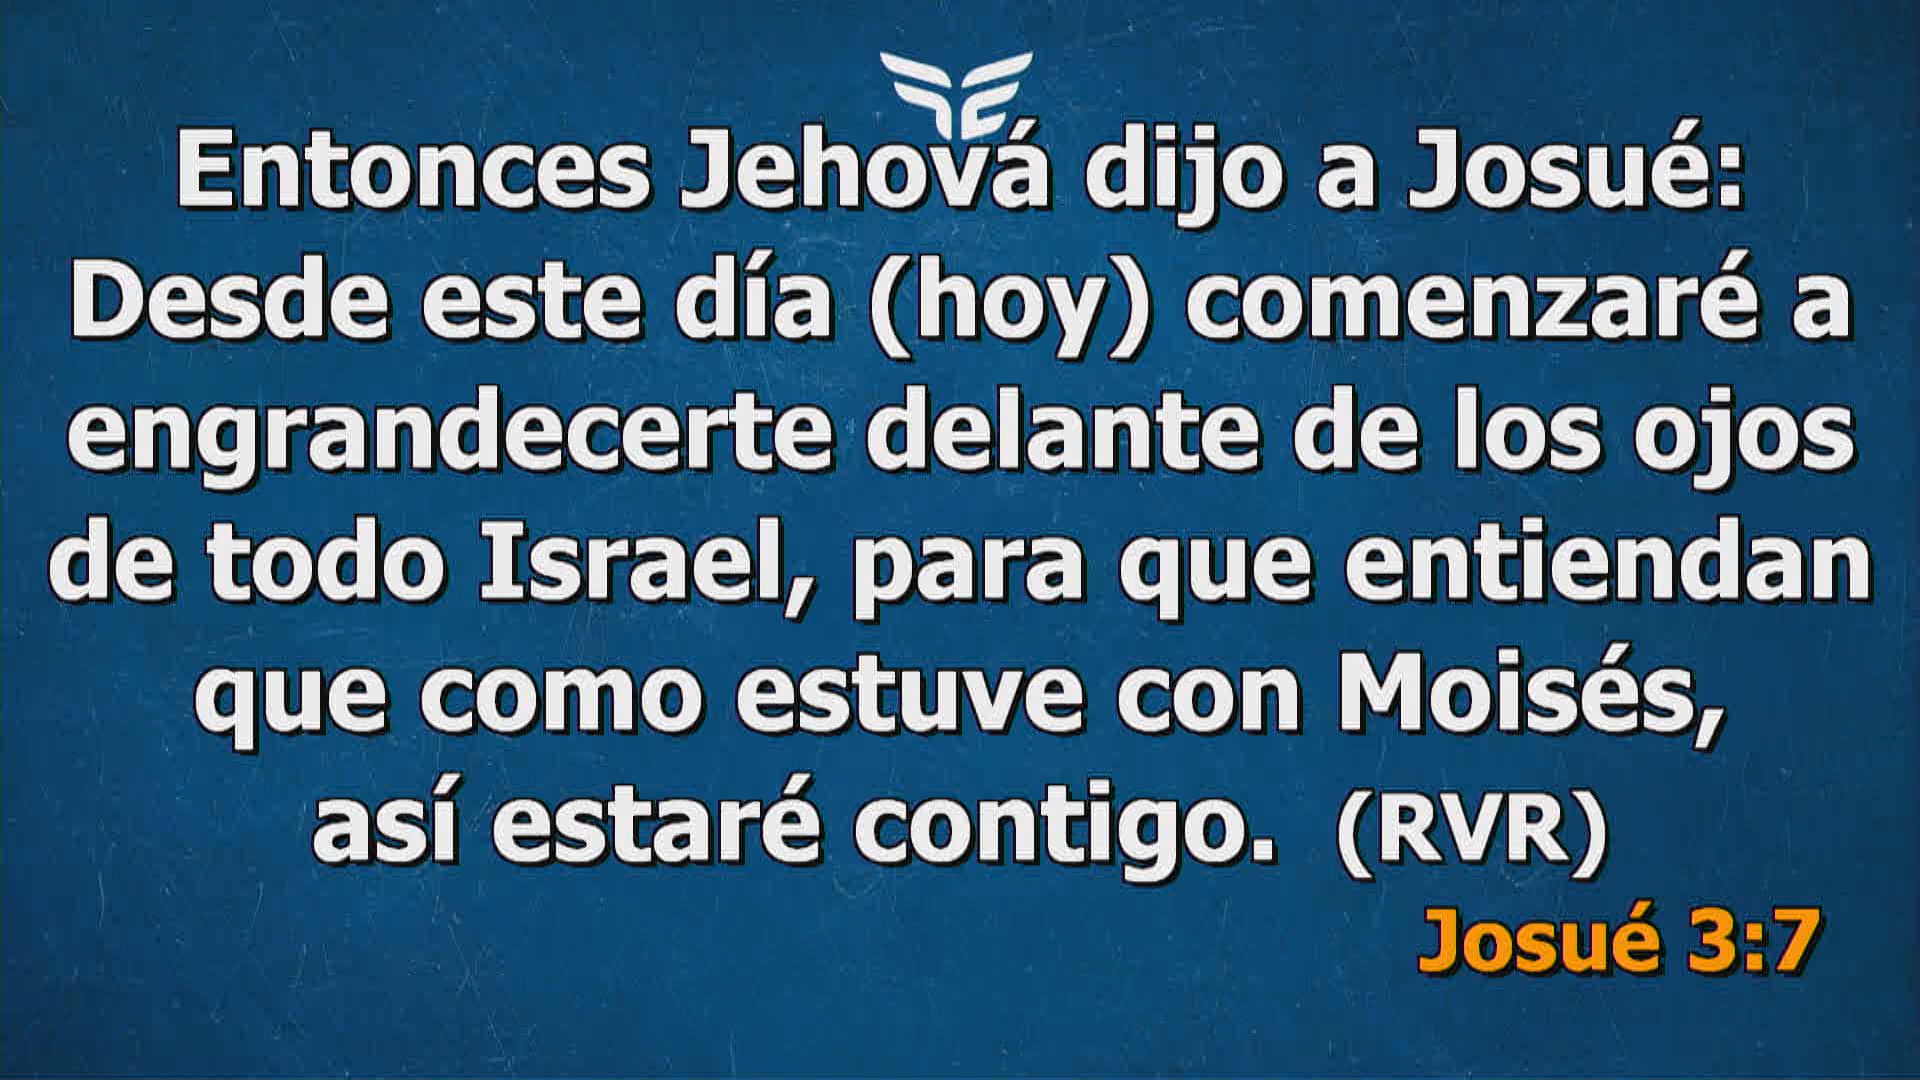 Entonces Jehová dijo a Josué:
Desde este día (hoy) comenzaré a
engrandecerte delante de los ojos
de todo Israel, para que entiendan
que como estuve con Moisés,
así estaré contigo. (RVR)
Josué 3:7